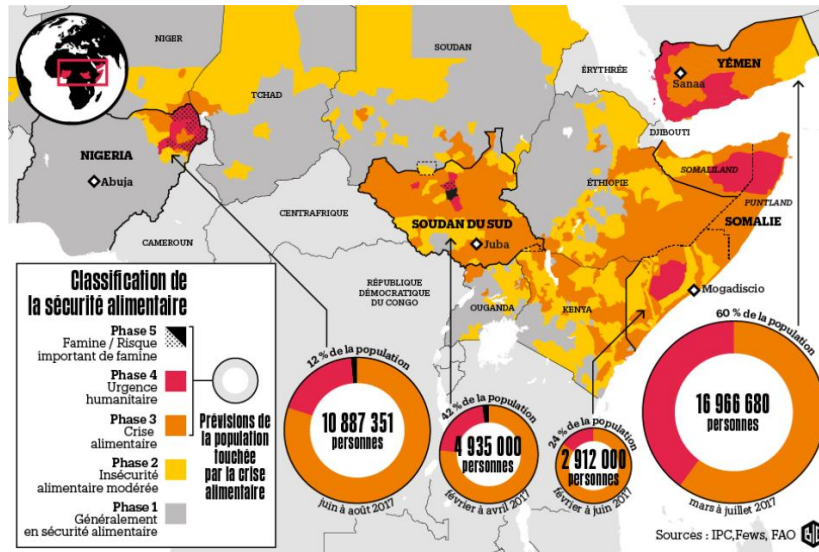 NIGER
SOUDAN
ÉRYTHRÉE
YÉMEN
Sanaa
TCHAD
DJIBOUTI
NIGERIA
Abuja
SOMALILAND
ÉTHIOPIE
PUNTLAND
SOMALIE
CENTRAFRIQUE
SOUDAN DU SUD
Juba
CAMEROUN
Mogadiscio
RÉPUBLIQUE
DÉMOCRATIQUE
DU CONGO
OUGANDA
KENYA
Classification de
la sécurité alimentaire
Phase 5
Famine / Risque
important de famine
Phase 4
Urgence
humanitaire
Phase 3
Crise
alimentaire
Phase 2
Insécurité
alimentaire modérée
Phase 1
Généralement
en sécurité alimentaire
Prévisions de
la population
touchée
par la crise
alimentaire
12 % de la population
10 887 351
personnes
juin à août 2017
42 % de la population
4 935 000
personnes
février à avril 2017
24 % de la population
2 912 000
personnes
février à juin 2017
60 % de la population
16 966 680
personnes
mars à juillet 2017
Sources : IPC,Fews, FAO